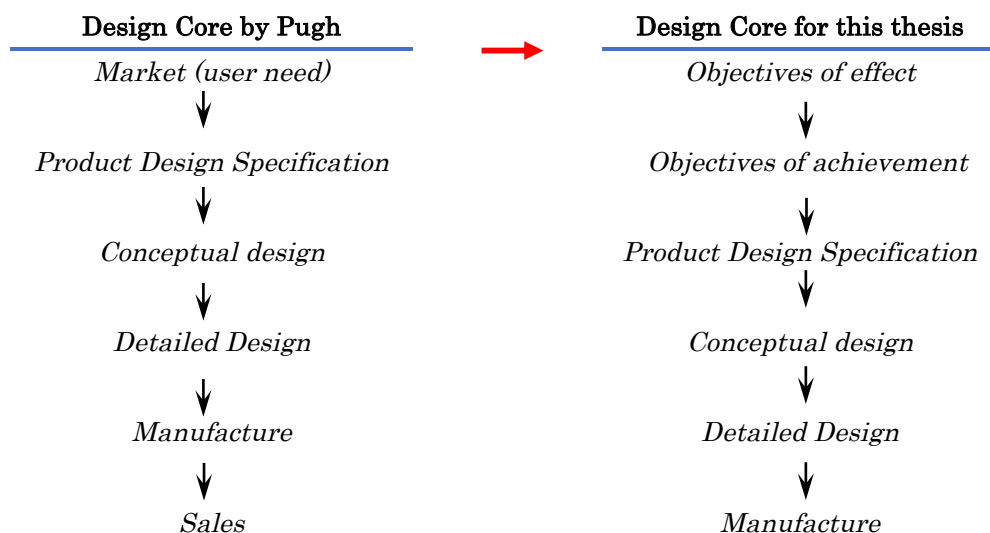 Design Core by Pugh
Market (user need)
Product Design Specification
Conceptual design
Detailed Design
Manufacture
Sales
Design Core for this thesis
Objectives of effect
Objectives of achievement
Product Design Specification
Conceptual design
Detailed Design
Manufacture